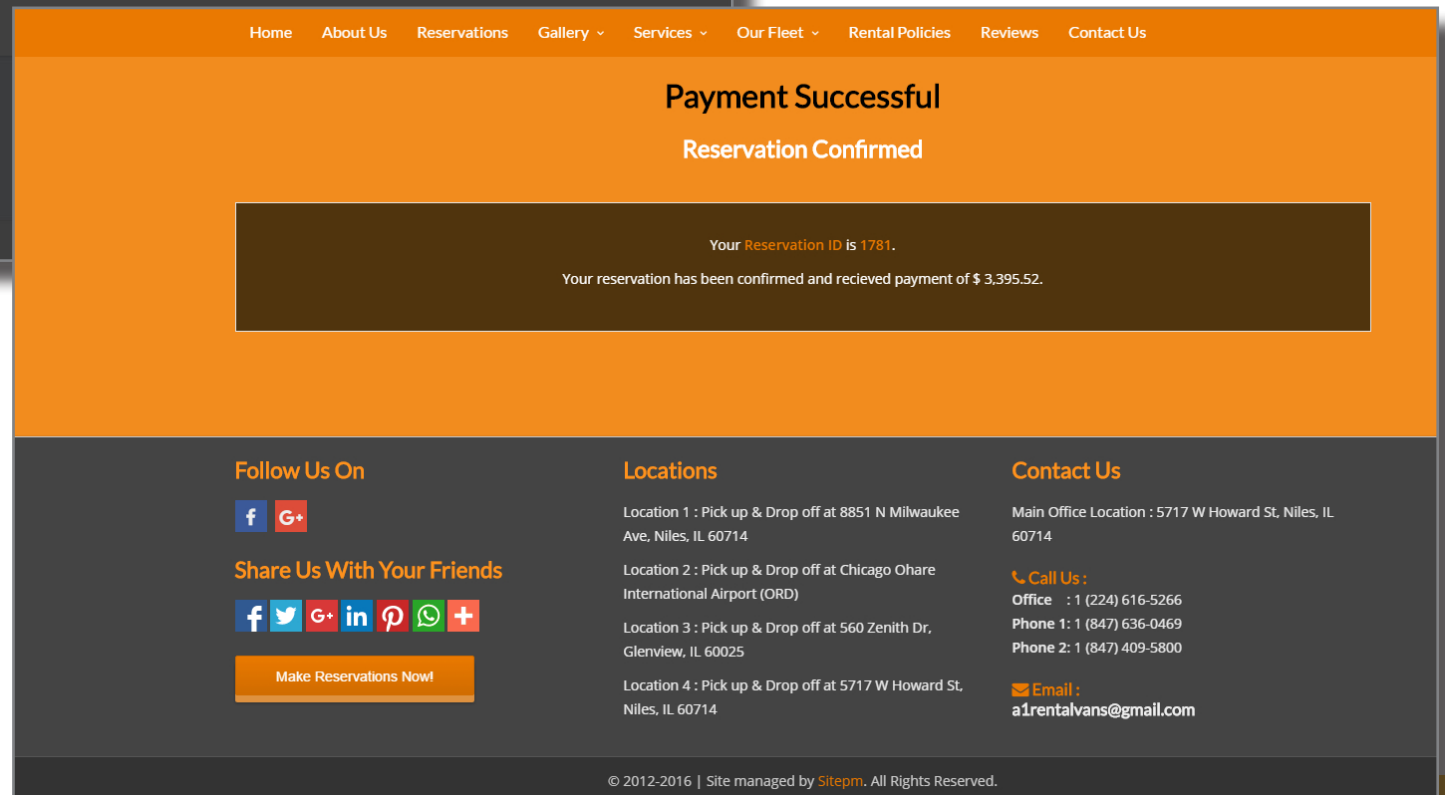 Home About Us Reservations Gallery Services Our Fleet Rental Policies Reviews Contact Us
Payment Successful
Reservation Confirmed
Your Reservation ID is 1781.
Your reservation has been confirmed and recieved payment of $ 3,395.52.
Follow Us On
f G+
Share Us With Your Friends
f G+ in
Make Reservations Now!
Locations
Location 1 : Pick up & Drop off at 8851 N Milwaukee
Ave, Niles, IL 60714
Location 2 : Pick up & Drop off at Chicago Ohare
International Airport (ORD)
Location 3 : Pick up & Drop off at 560 Zenith Dr,
Glenview, IL 60025
Location 4 : Pick up & Drop off at 5717 W Howard St,
Niles, IL 60714
Contact Us
Main Office Location : 5717 W Howard St, Niles, IL
60714
Call Us :
Office : 1 (224) 616-5266
Phone 1: 1 (847) 636-0469
Phone 2: 1 (847) 409-5800
Email :
a1rentalvans@gmail.com
© 2012-2016 | Site managed by Sitepm. All Rights Reserved.